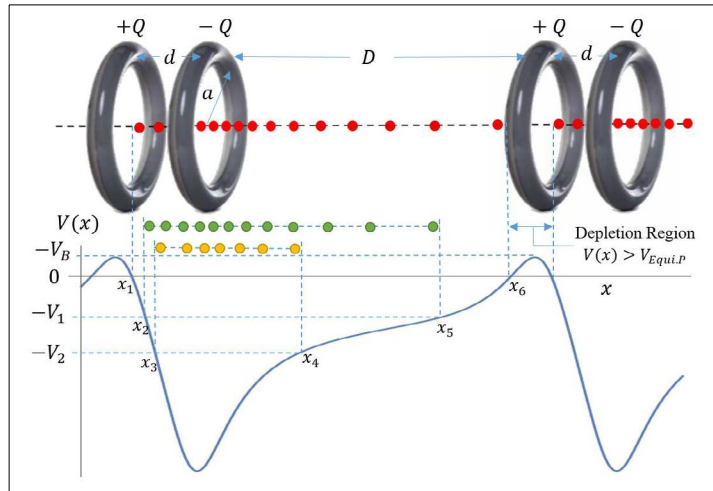 +Q − Q + Q − Q
d D d
a
V(x)
Depletion Region
V(x) > V_{Equi.P}
−V_B
0 x_1 x_6 x
−V_1 x_2 x_5
−V_2 x_3 x_4